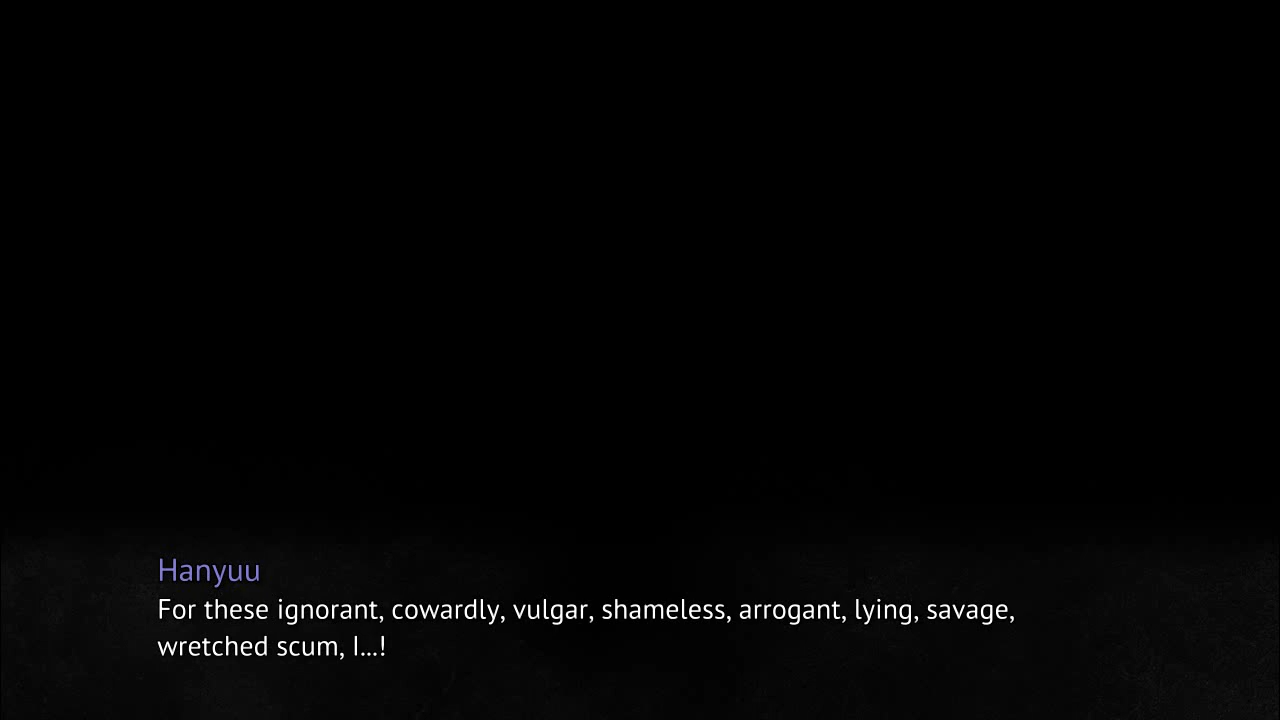 Hanyuu
For these ignorant, cowardly, vulgar, shameless, arrogant, lying, savage,
wretched scum, I...!